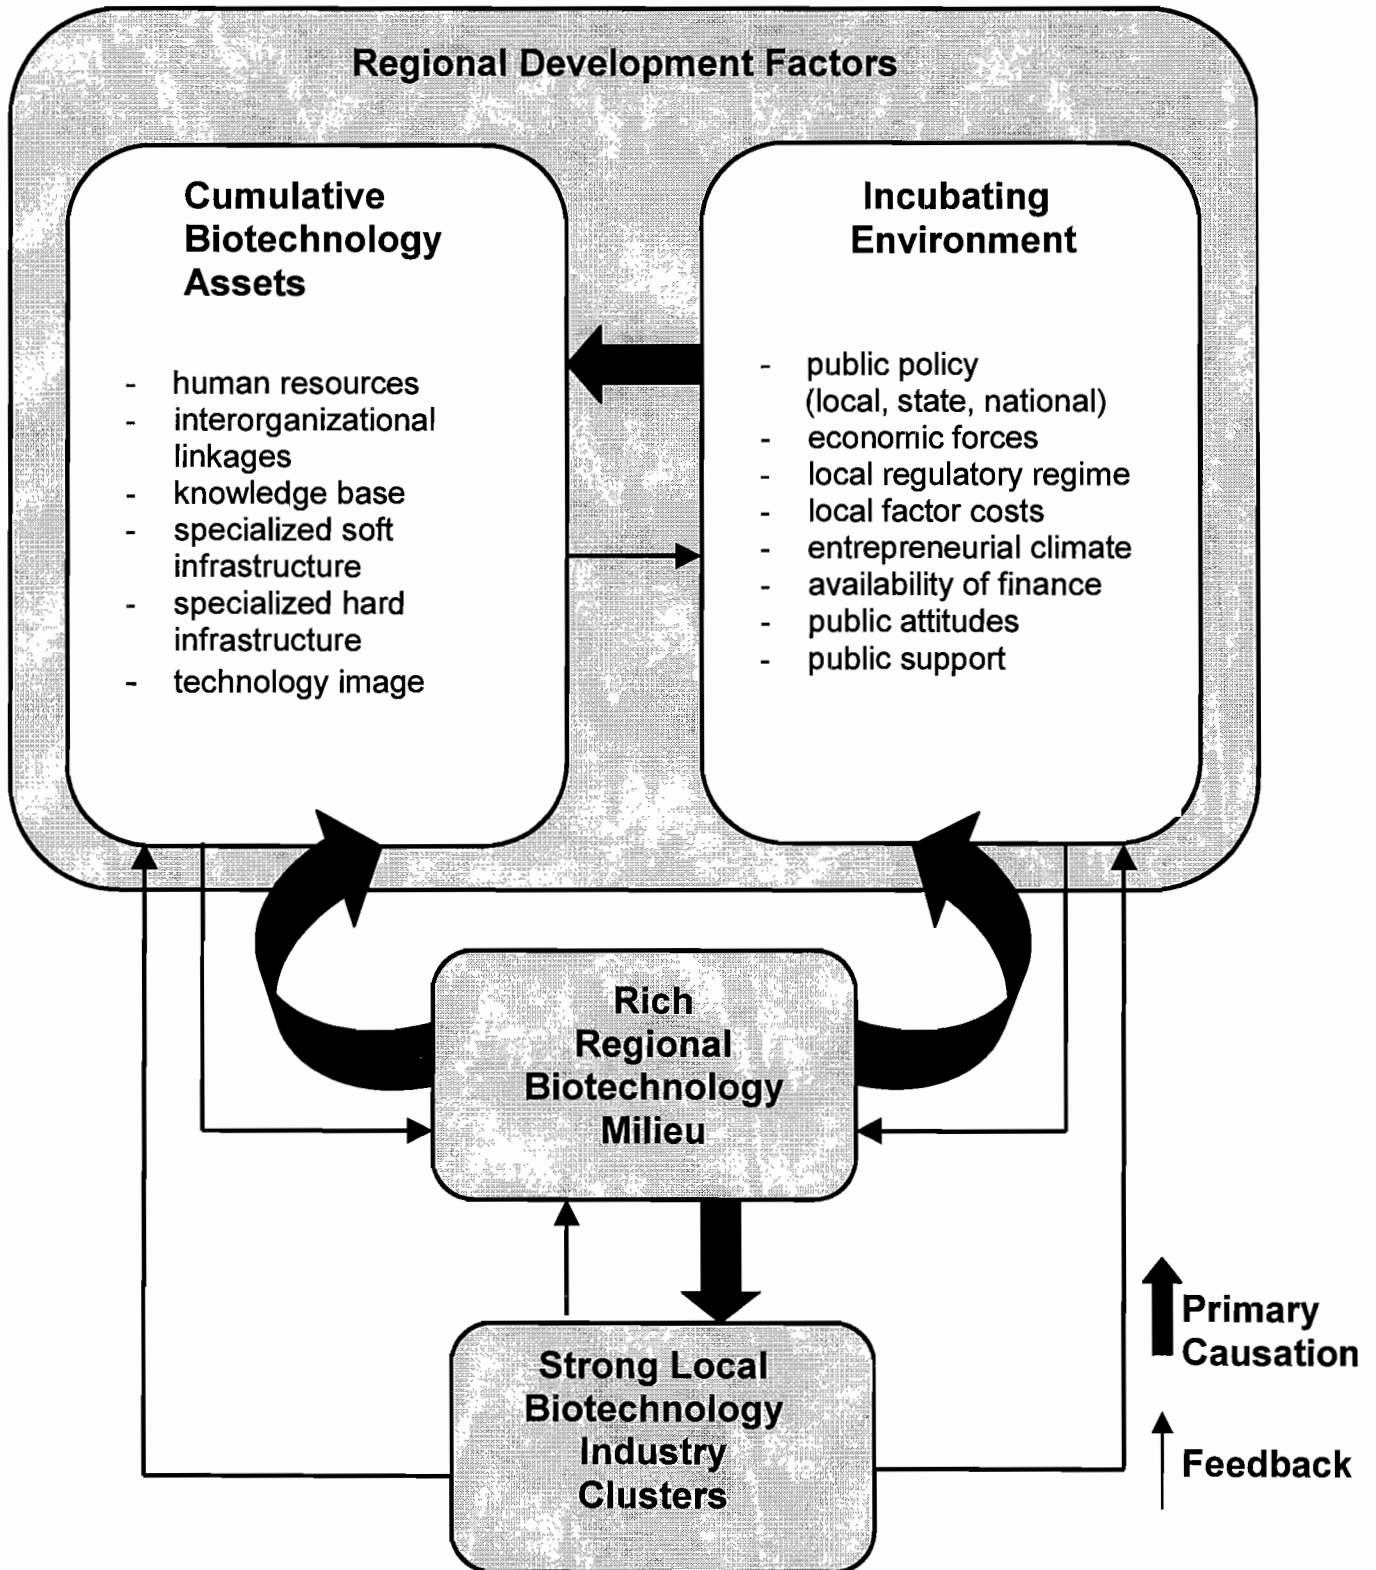 Regional Development Factors
Cumulative
Biotechnology
Assets
- human resources
- interorganizational
linkages
- knowledge base
- specialized soft
infrastructure
- specialized hard
infrastructure
- technology image
Incubating
Environment
- public policy
(local, state, national)
- economic forces
- local regulatory regime
- local factor costs
- entrepreneurial climate
- availability of finance
- public attitudes
- public support
Rich
Regional
Biotechnology
Milieu
Strong Local
Biotechnology
Industry
Clusters
Primary
Causation
Feedback